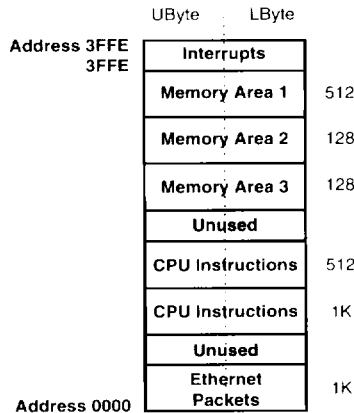 UByte LByte
Address 3FFE
3FFE
Interrupts
Memory Area 1 512
Memory Area 2 128
Memory Area 3 128
Unused
CPU Instructions 512
CPU Instructions 1K
Unused
Ethernet
Packets 1K
Address 0000